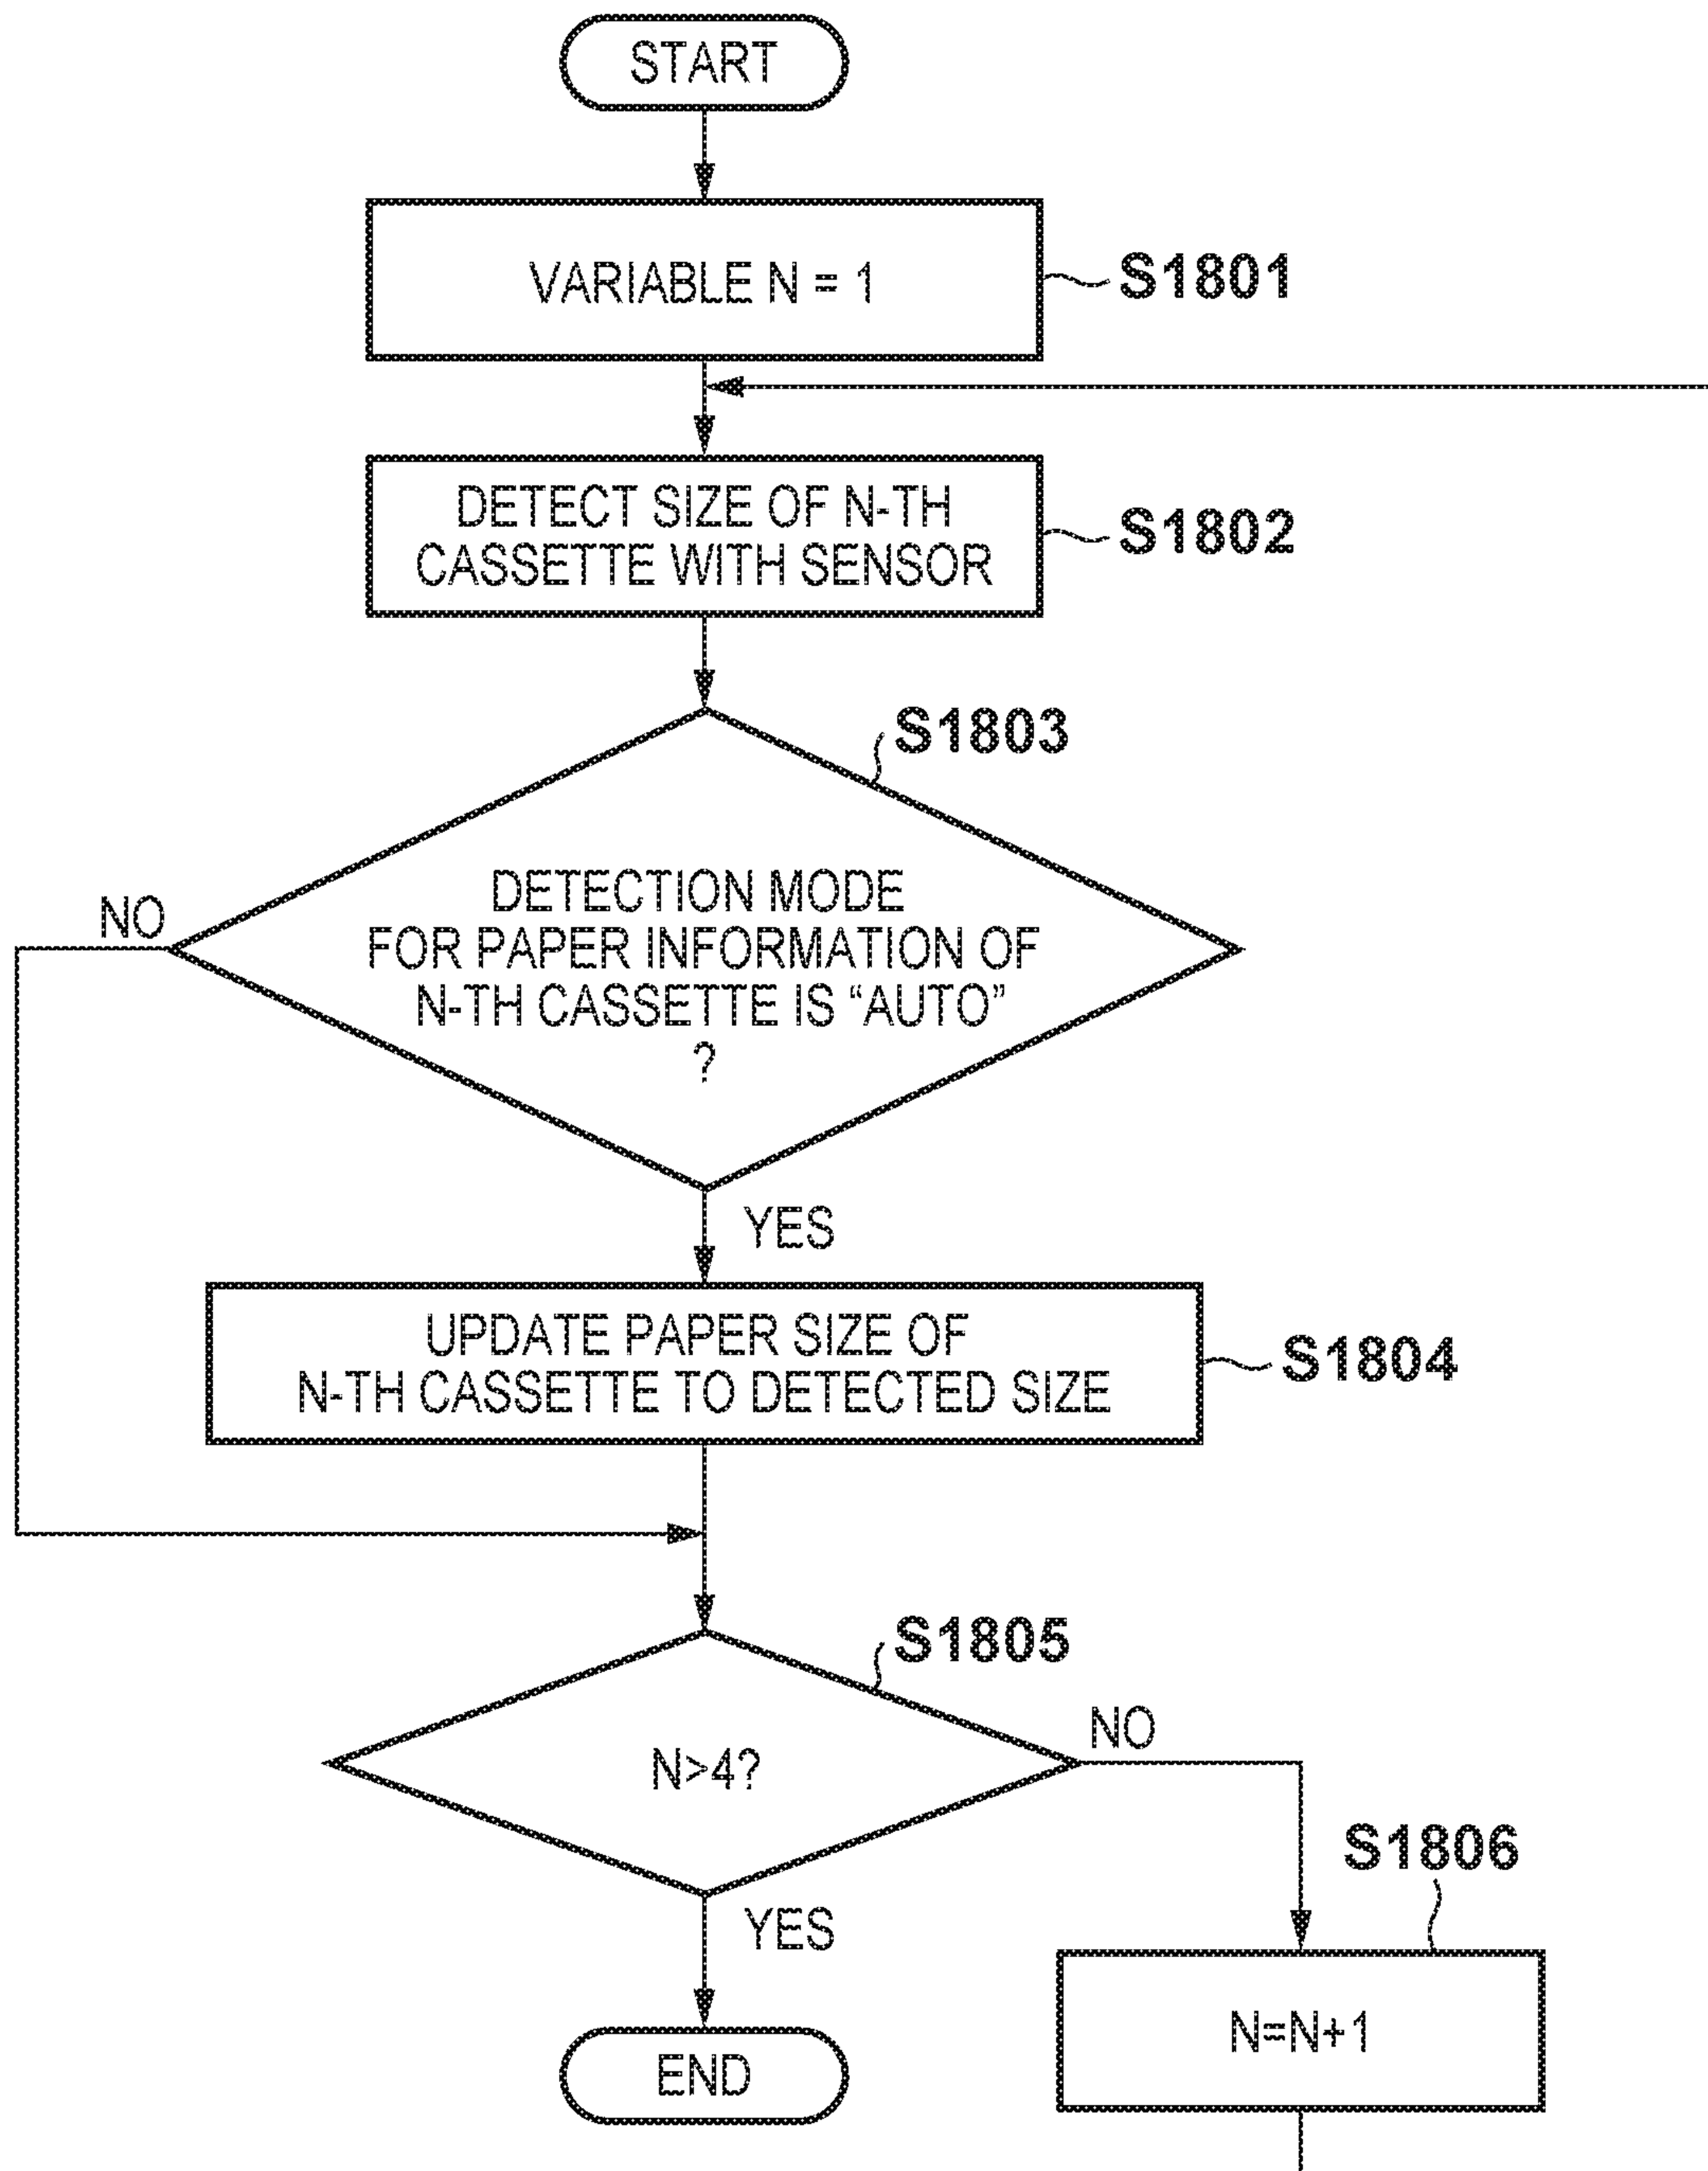 START
VARIABLE N = 1
S1801
DETECT SIZE OF N-TH
CASSETTE WITH SENSOR
S1802
S1803
DETECTION MODE
FOR PAPER INFORMATION OF
N-TH CASSETTE IS “AUTO”
?
NO
YES
UPDATE PAPER SIZE OF
N-TH CASSETTE TO DETECTED SIZE
S1804
S1805
N>4?
NO
YES
S1806
N=N+1
END